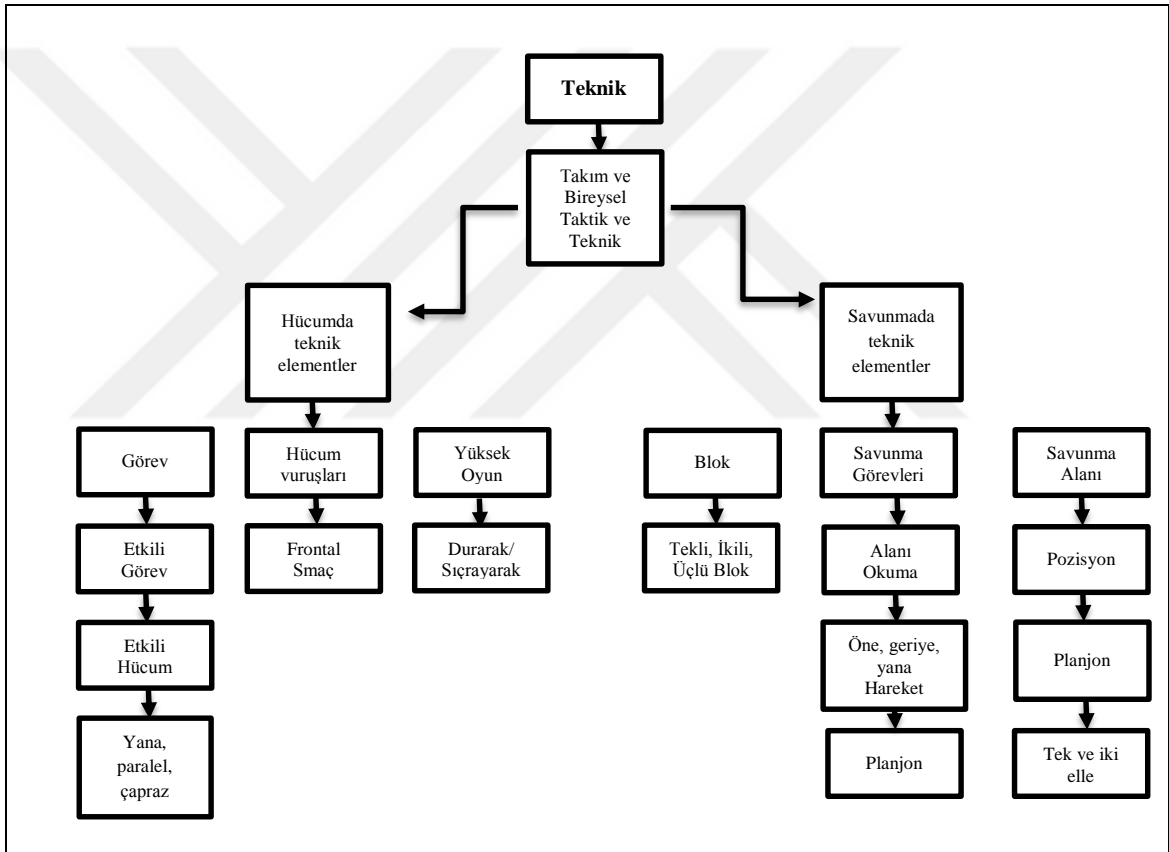 Teknik
Takım ve
Bireysel
Taktik ve
Teknik
Hücumda
teknik
elementler
Savunmada
teknik
elementler
Görev
Hücum
vuruşları
Yüksek
Oyun
Blok
Savunma
Görevleri
Savunma
Alanı
Etkili
Görev
Frontal
Smaç
Durarak/
Sıçrayarak
Tekli, İkili,
Üçlü Blok
Alanı
Okuma
Pozisyon
Etkili
Hücum
Öne, geriye,
yana
Hareket
Planjon
Yana,
paralel,
çapraz
Planjon
Tek ve iki
elle